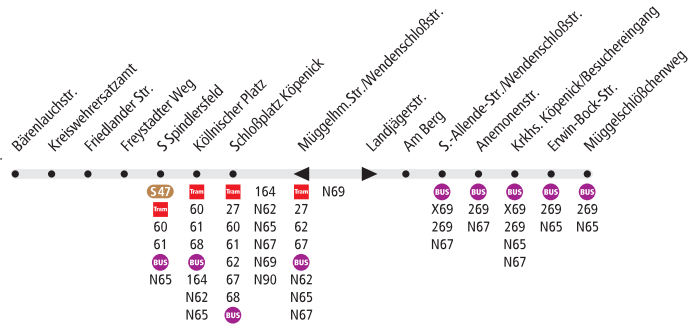 Bärenlauchstr.
Kreiswehrersatzamt
Friedlander Str.
Freystadter Weg
S Spindlersfeld
Köllnischer Platz
Schloßplatz Köpenick
Müggelhm.Str./Wendenschloßstr.
Landjägerstr.
Am Berg
S.-Allende-Str./Wendenschloßstr.
Anemonenstr.
Krkhs. Köpenick/Besuchereingang
Erwin-Bock-Str.
Müggelschlößchenweg
S47
Tram
60
61
BUS
N65
Tram
60
61
68
BUS
164
N62
N65
Tram
27
60
61
62
67
68
BUS
164
N62
N65
N67
N69
N90
Tram
27
62
67
BUS
N62
N65
N67
N69
BUS
X69
269
N67
BUS
269
N67
BUS
X69
269
N65
N67
BUS
269
N65
BUS
269
N65